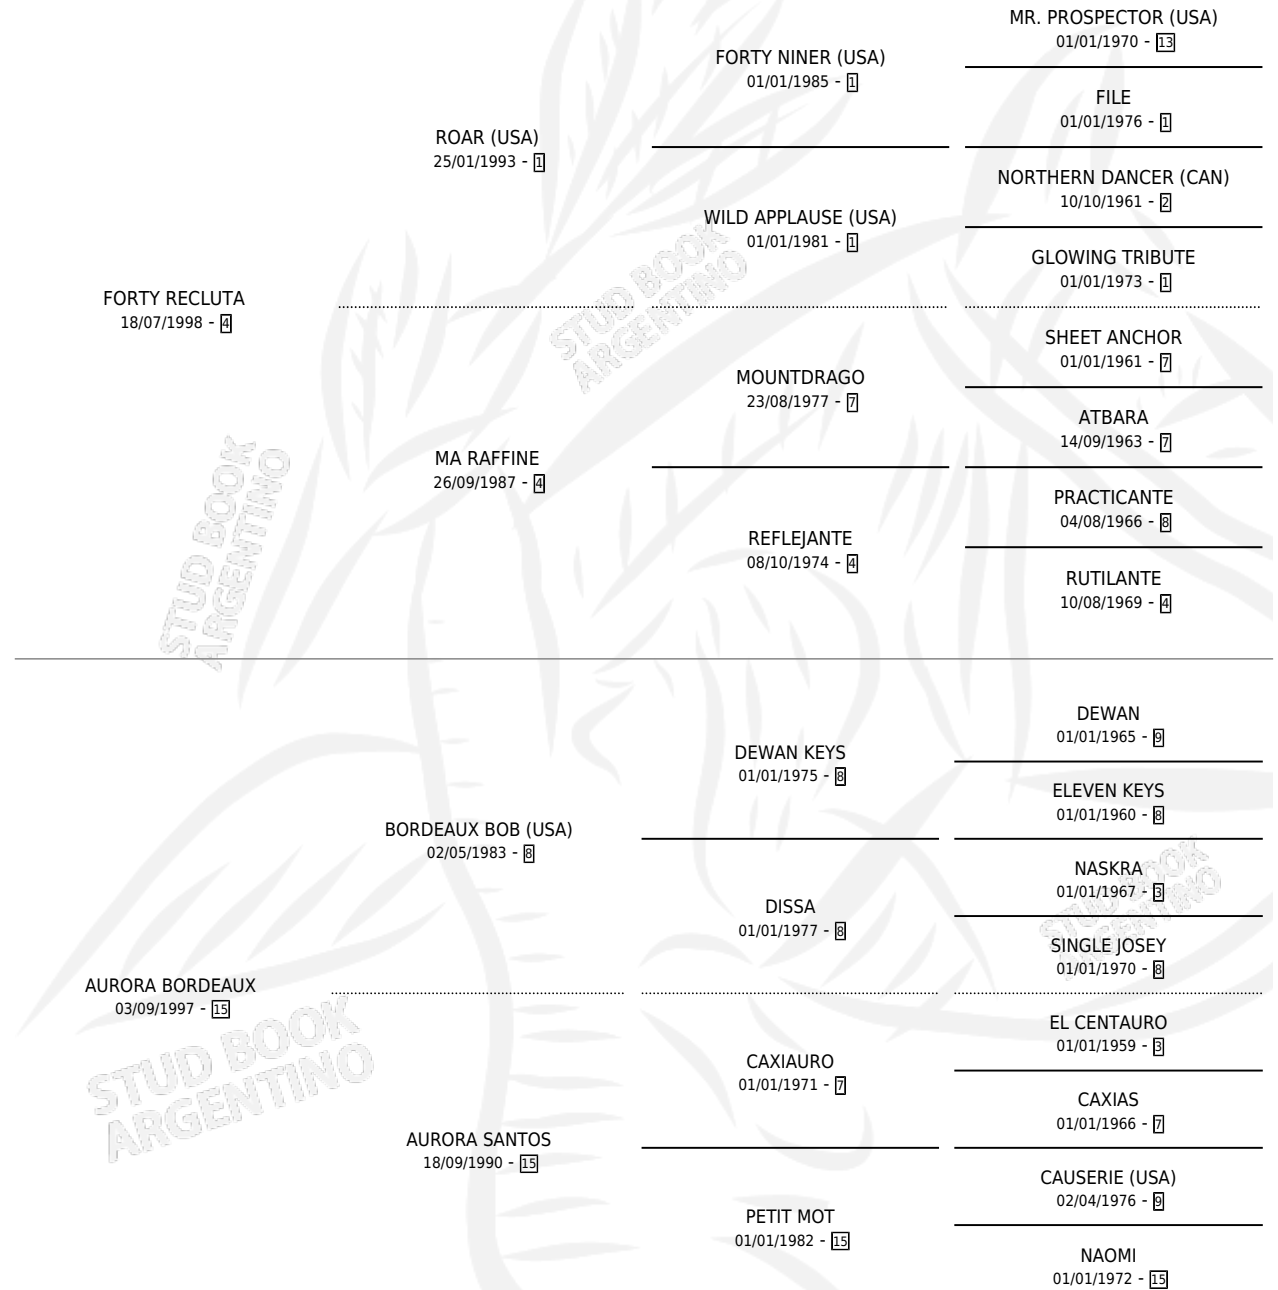 MR. PROSPECTOR (USA)
01/01/1970 - 13
FORTY NINER (USA)
01/01/1985 - 1
FILE
01/01/1976 - 1
ROAR (USA)
25/01/1993 - 1
NORTHERN DANCER (CAN)
10/10/1961 - 2
WILD APPLAUSE (USA)
01/01/1981 - 1
GLOWING TRIBUTE
01/01/1973 - 1
FORTY RECLUTA
18/07/1998 - 4
STUD BOOK
ARGENTINO
SHEET ANCHOR
01/01/1961 - 7
MOUNTDRAGO
23/08/1977 - 7
ATBARA
14/09/1963 - 7
MA RAFFINE
26/09/1987 - 4
PRACTICANTE
04/08/1966 - 8
REFLEJANTE
08/10/1974 - 4
RUTILANTE
10/08/1969 - 4
STUD BOOK
ARGENTINO
DEWAN
01/01/1965 - 9
DEWAN KEYS
01/01/1975 - 8
ELEVEN KEYS
01/01/1960 - 8
BORDEAUX BOB (USA)
02/05/1983 - 8
NASKRA
01/01/1967 - 3
DISSA
01/01/1977 - 8
SINGLE JOSEY
01/01/1970 - 8
STUD BOOK
ARGENTINO
AURORA BORDEAUX
03/09/1997 - 15
STUD BOOK
ARGENTINO
EL CENTAURO
01/01/1959 - 3
CAXIAURO
01/01/1971 - 7
CAXIAS
01/01/1966 - 7
AURORA SANTOS
18/09/1990 - 15
CAUSERIE (USA)
02/04/1976 - 9
PETIT MOT
01/01/1982 - 15
NAOMI
01/01/1972 - 15